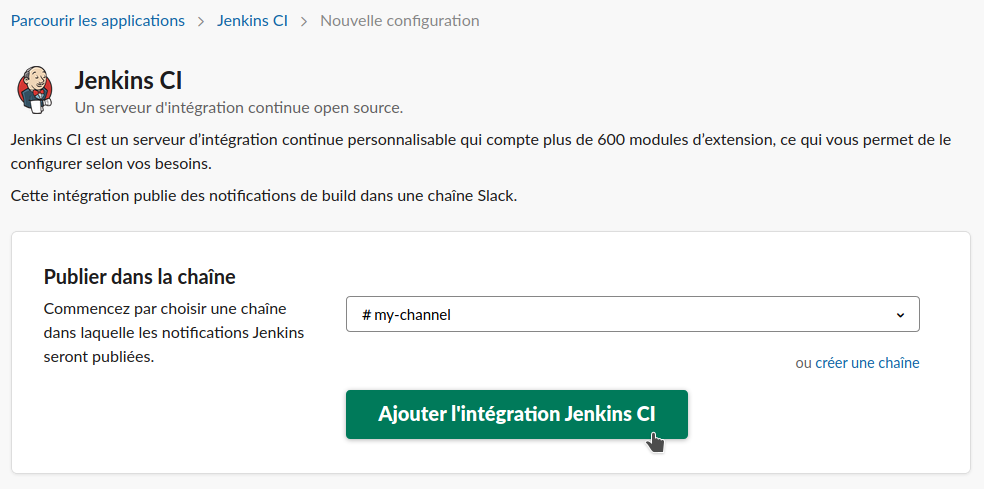 Parcourir les applications > Jenkins CI > Nouvelle configuration
Jenkins CI
Un serveur d'intégration continue open source.
Jenkins CI est un serveur d’intégration continue personnalisable qui compte plus de 600 modules d’extension, ce qui vous permet de le
configurer selon vos besoins.
Cette intégration publie des notifications de build dans une chaîne Slack.
Publier dans la chaîne
Commencez par choisir une chaîne
dans laquelle les notifications Jenkins
seront publiées.
# my-channel
ou créer une chaîne
Ajouter l'intégration Jenkins CI